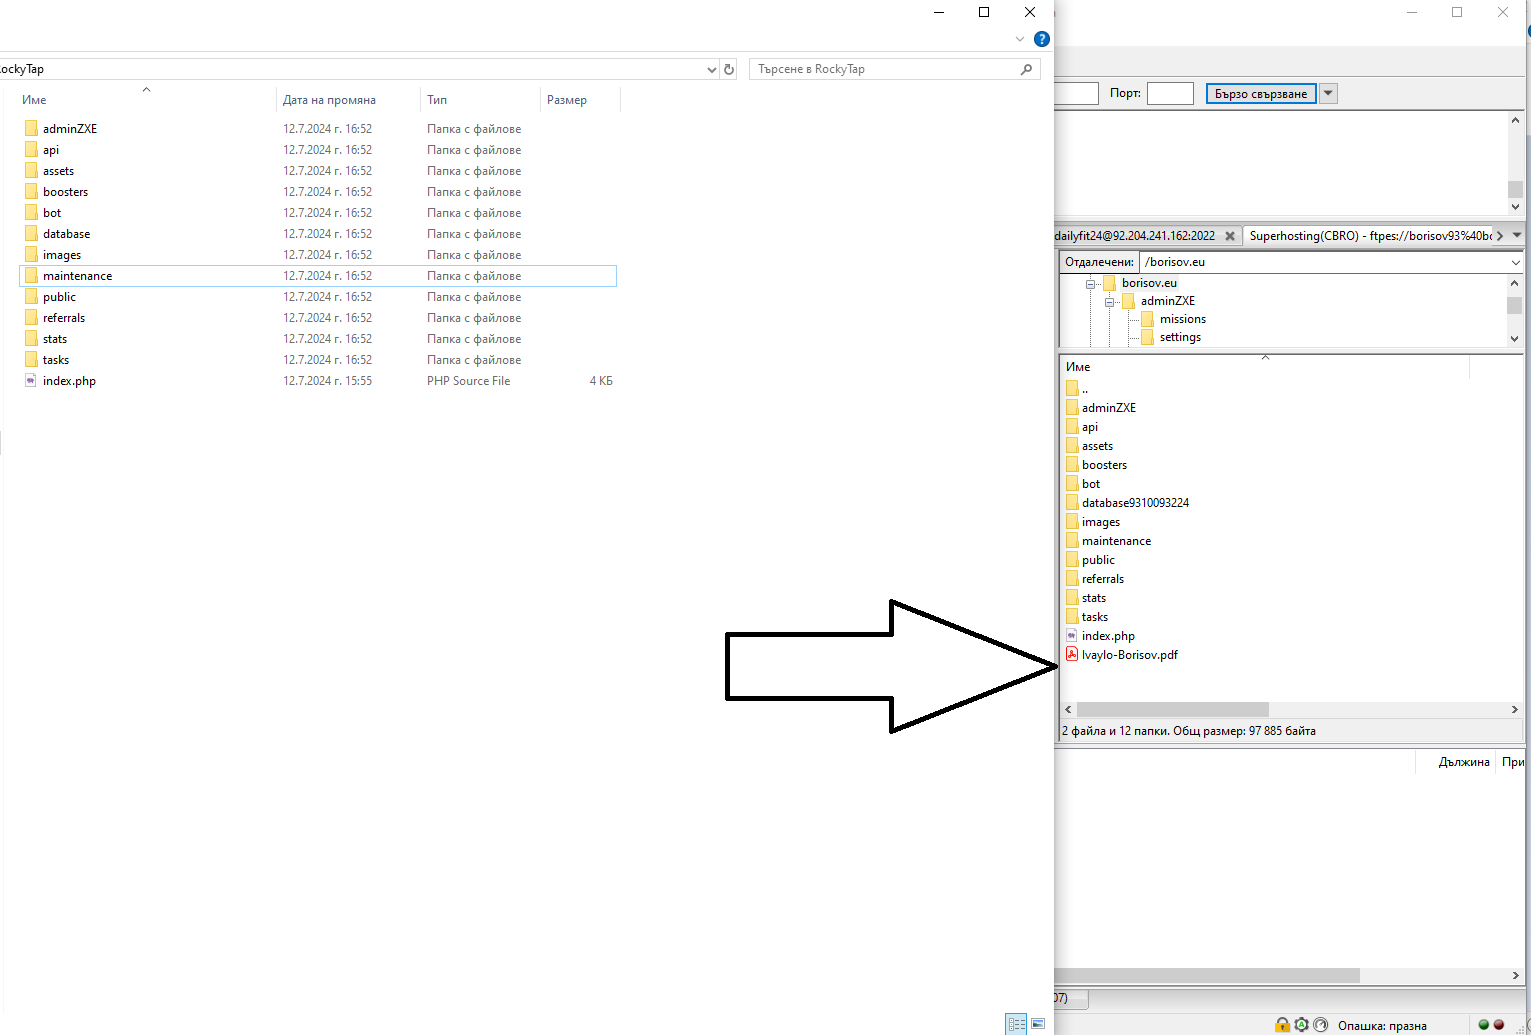 ockyTap
Търсене в RockyTap
Име
Дата на промяна
Тип
Размер
adminZXE 12.7.2024 г. 16:52 Папка с файлове
api 12.7.2024 г. 16:52 Папка с файлове
assets 12.7.2024 г. 16:52 Папка с файлове
boosters 12.7.2024 г. 16:52 Папка с файлове
bot 12.7.2024 г. 16:52 Папка с файлове
database 12.7.2024 г. 16:52 Папка с файлове
images 12.7.2024 г. 16:52 Папка с файлове
maintenance 12.7.2024 г. 16:52 Папка с файлове
public 12.7.2024 г. 16:52 Папка с файлове
referrals 12.7.2024 г. 16:52 Папка с файлове
stats 12.7.2024 г. 16:52 Папка с файлове
tasks 12.7.2024 г. 16:52 Папка с файлове
index.php 12.7.2024 г. 15:55 PHP Source File 4 КБ
Порт:
Бързо свързване
dailyfit24@92.204.241.162:2022
Superhosting(CBRO) - ftpes://borisov93%40bo
Отдалечени: /borisov.eu
borisov.eu
adminZXE
missions
settings
Име
..
adminZXE
api
assets
boosters
bot
database9310093224
images
maintenance
public
referrals
stats
tasks
index.php
Ivaylo-Borisov.pdf
2 файла и 12 папки. Общ размер: 97 885 байта
Дължина
При
07)
Опашка: празна